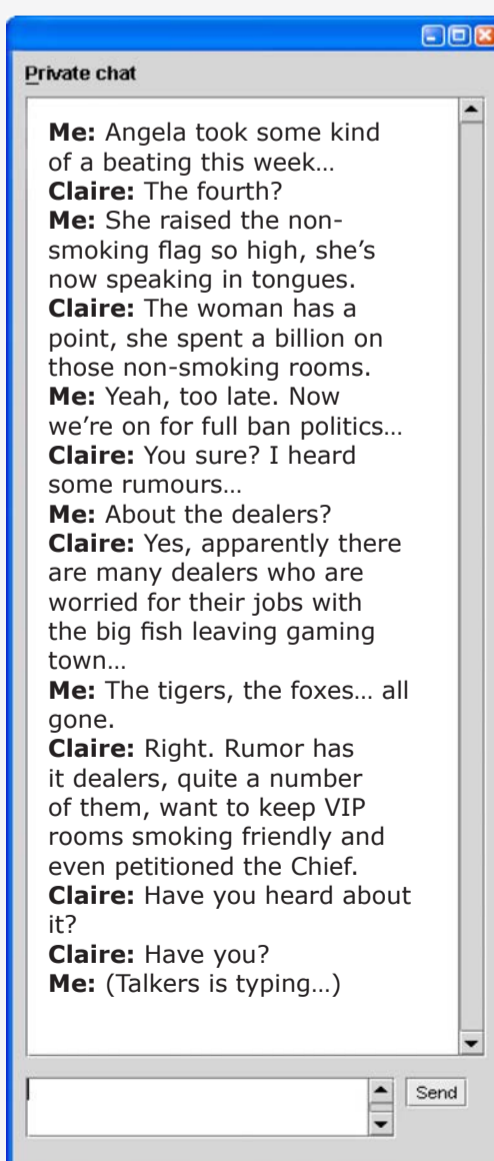 Private chat
Me: Angela took some kind
of a beating this week…
Claire: The fourth?
Me: She raised the non-
smoking flag so high, she’s
now speaking in tongues.
Claire: The woman has a
point, she spent a billion on
those non-smoking rooms.
Me: Yeah, too late. Now
we’re on for full ban politics…
Claire: You sure? I heard
some rumours…
Me: About the dealers?
Claire: Yes, apparently there
are many dealers who are
worried for their jobs with
the big fish leaving gaming
town…
Me: The tigers, the foxes… all
gone.
Claire: Right. Rumor has
it dealers, quite a number
of them, want to keep VIP
rooms smoking friendly and
even petitioned the Chief.
Claire: Have you heard about
it?
Claire: Have you?
Me: (Talkers is typing…)
Send